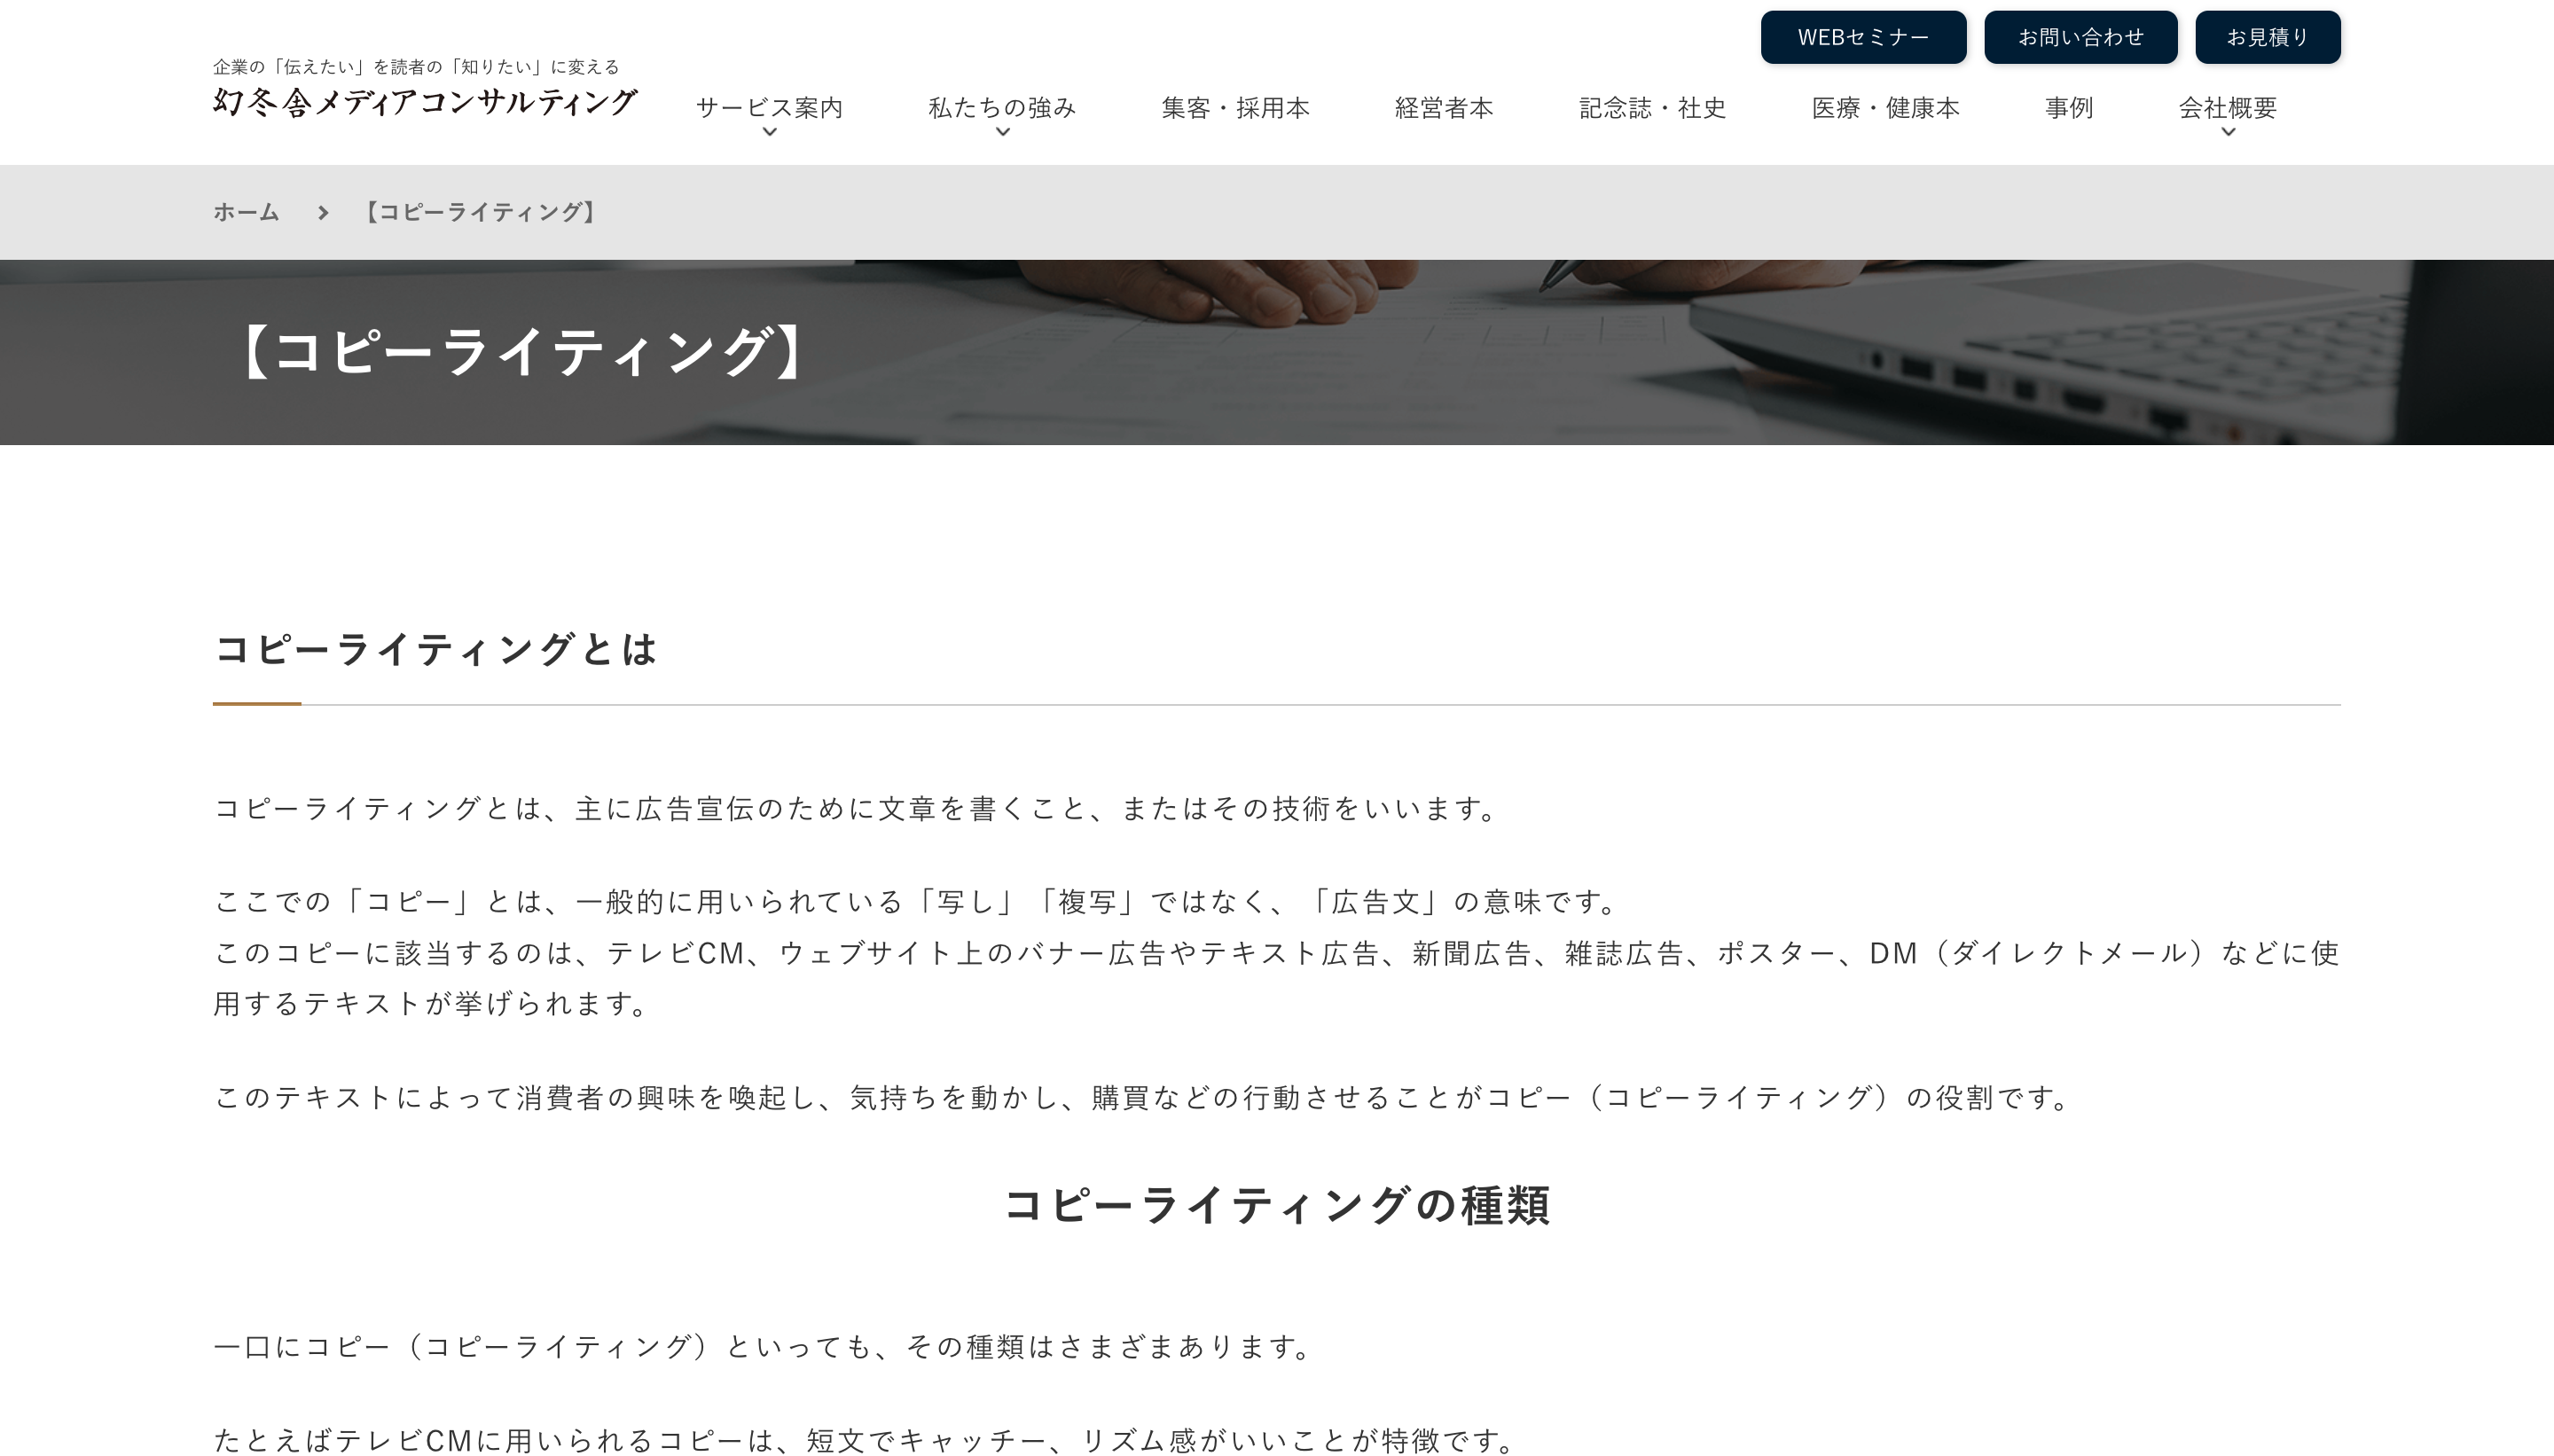 WEBセミナー
お問い合わせ
お見積り
企業の「伝えたい」を読者の「知りたい」に変える
幻冬舎メディアコンサルティング
サービス案内
私たちの強み
集客・採用本
経営者本
記念誌・社史
医療・健康本
事例
会社概要
ホーム
【コピーライティング】
【コピーライティング】
コピーライティングとは
コピーライティングとは、主に広告宣伝のために文章を書くこと、またはその技術をいいます。
ここでの「コピー」とは、一般的に用いられている「写し」「複写」ではなく、「広告文」の意味です。
このコピーに該当するのは、テレビCM、ウェブサイト上のバナー広告やテキスト広告、新聞広告、雑誌広告、ポスター、DM（ダイレクトメール）などに使
用するテキストが挙げられます。
このテキストによって消費者の興味を喚起し、気持ちを動かし、購買などの行動させることがコピー（コピーライティング）の役割です。
コピーライティングの種類
一口にコピー（コピーライティング）といっても、その種類はさまざまあります。
たとえばテレビCMに用いられるコピーは、短文でキャッチー、リズム感がいいことが特徴です。